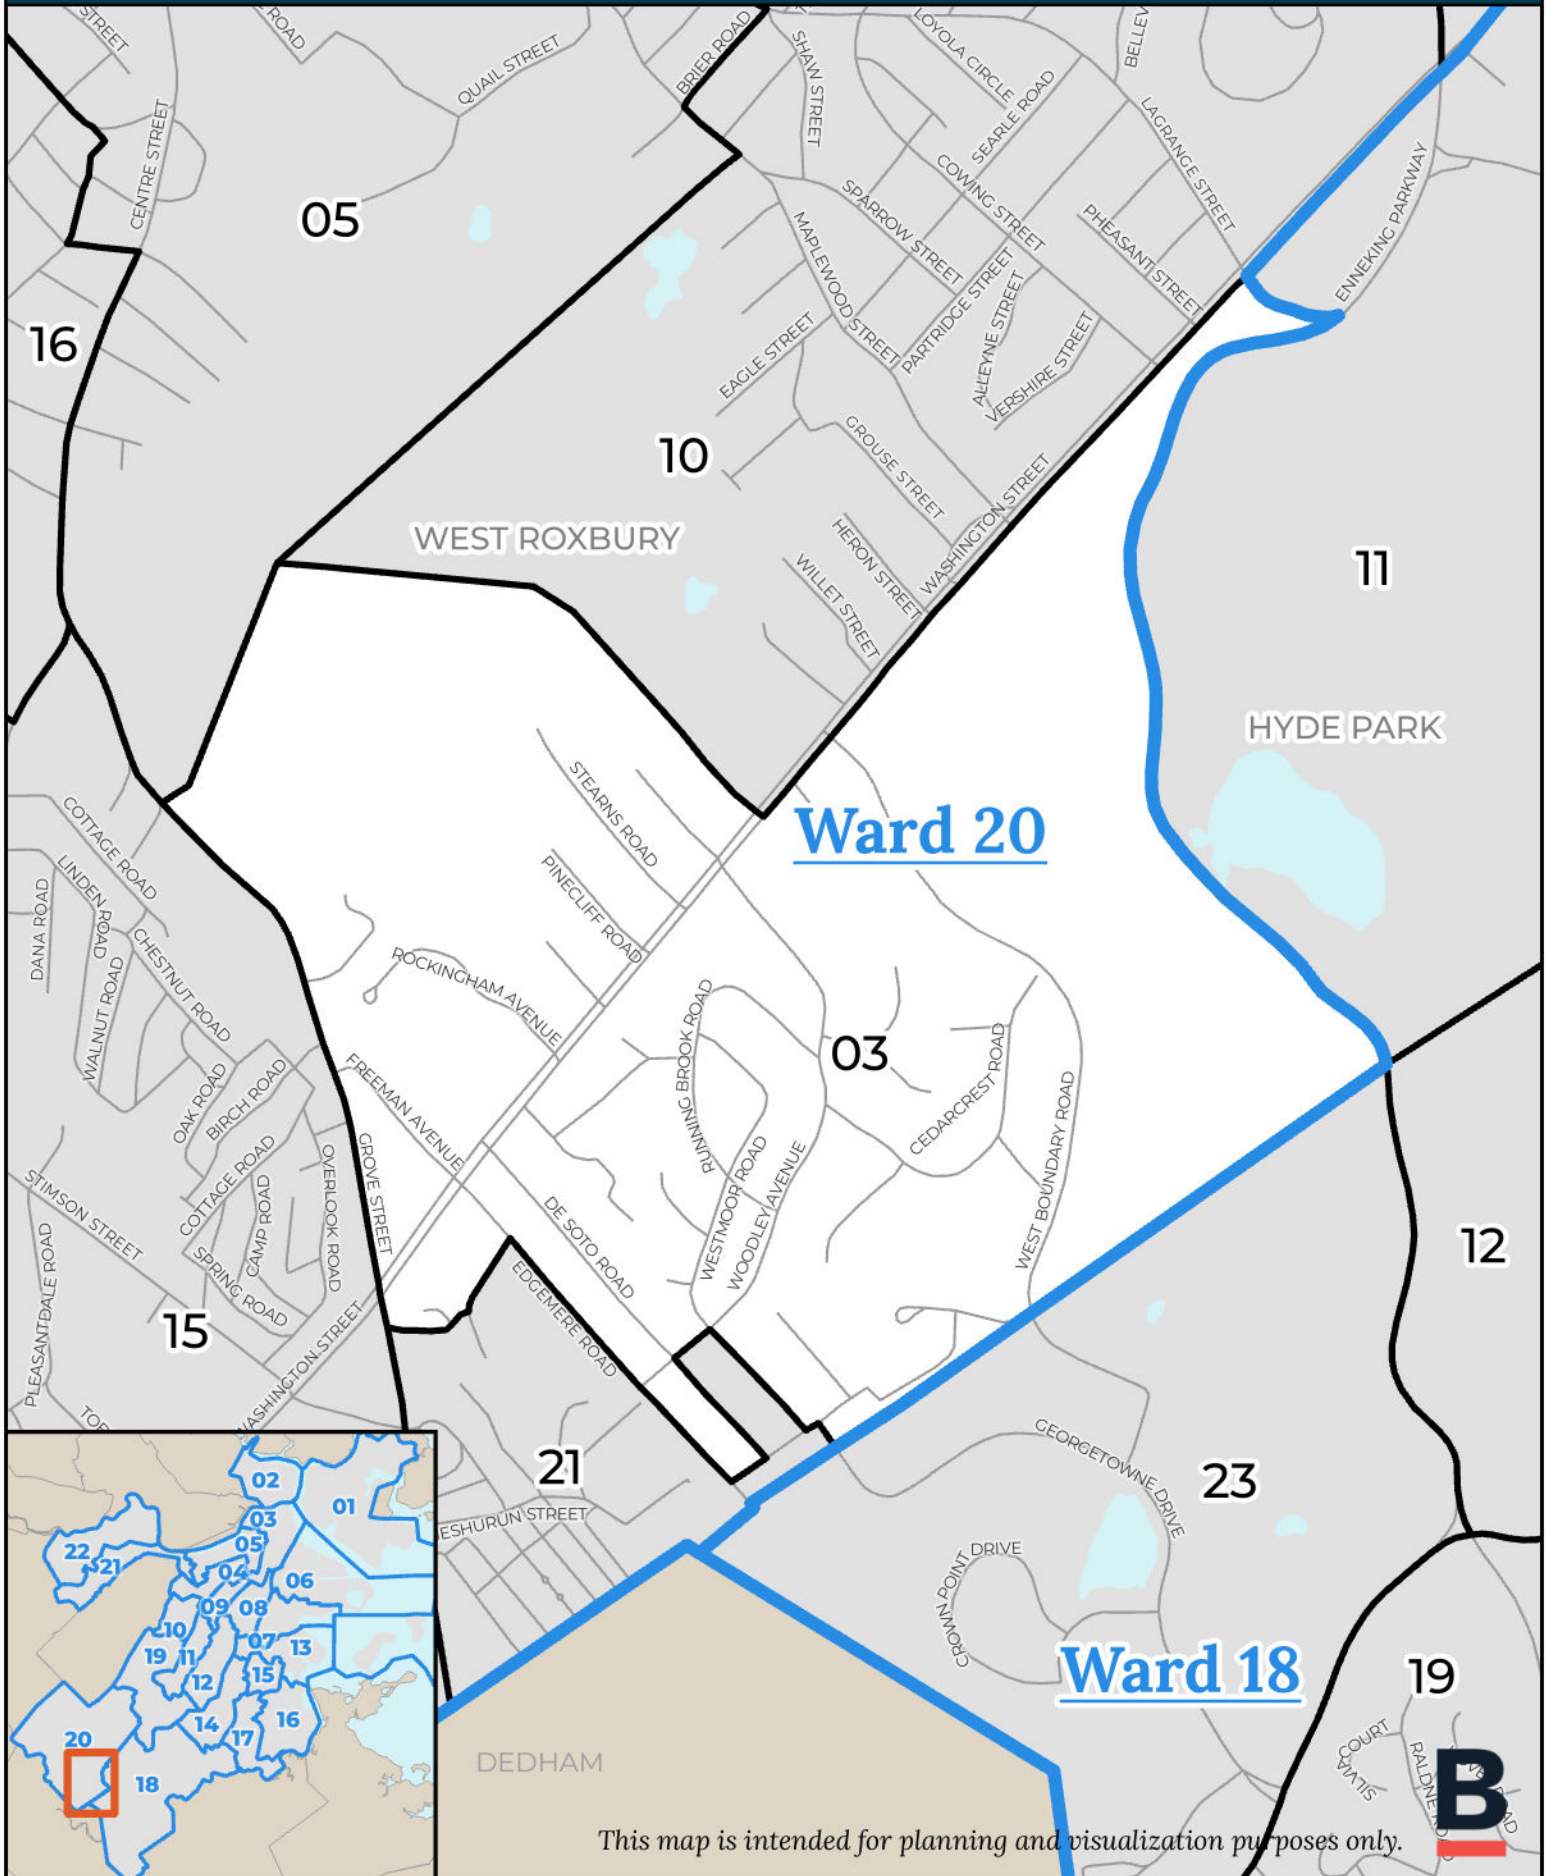 STREET
CENTRE STREET
QUAIL STREET
BRIER ROAD
SHAW STREET
LOYOLA CIRCLE
SEARLE ROAD
LAGRANGE STREET
ENNEKING PARKWAY
05
COWING STREET
SPARROW STREET
PHEASANT STREET
MAPLEWOOD STREET
PARTRIDGE STREET
ALLEYNE STREET
VERSHIRE STREET
EAGLE STREET
16
10
GROUSE STREET
WASHINGTON STREET
WEST ROXBURY
HERON STREET
WILLET STREET
11
HYDE PARK
STEARNS ROAD
Ward 20
PINECLIFF ROAD
COTTAGE ROAD
LINDEN ROAD
DANA ROAD
WALNUT ROAD
CHESTNUT ROAD
ROCKINGHAM AVENUE
RUNNING BROOK ROAD
03
CEDARCREST ROAD
WEST BOUNDARY ROAD
FREEMAN AVENUE
OAK ROAD
BIRCH ROAD
COTTAGE ROAD
CAMP ROAD
OVERLOOK ROAD
GROVE STREET
WESTMOOR ROAD
WOODLEY AVENUE
DE SOTO ROAD
EDGEMERE ROAD
STIMSON STREET
PLEASANTDALE ROAD
SPRING ROAD
15
WASHINGTON STREET
12
21
GEORGETOWNE DRIVE
23
CROWN POINT DRIVE
Ward 18
19
SILVIA COURT
DEDHAM
02
01
03
05
22
21
04
06
09
08
10
07
13
19
11
12
15
14
17
16
20
18
This map is intended for planning and visualization purposes only.
B